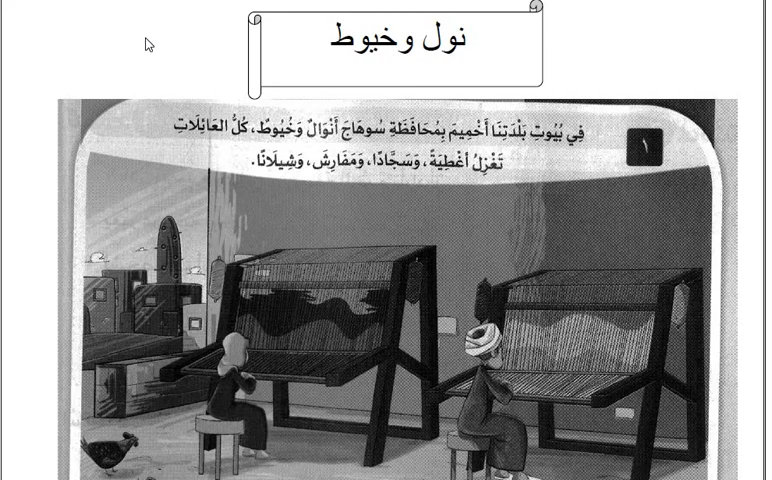 نول وخيوط
١
فِي بُيُوتِ بَلْدَتِنَا أَخْمِيمَ بِمُحَافَظَةِ سُوهَاجَ أَنْوَالٌ وَخُيُوطٌ، كُلُّ العَائِلَاتِ
تَغْزِلُ أَغْطِيَةً، وَسَجَّادًا، وَمَفَارِشَ، وَشِيلَانًا.